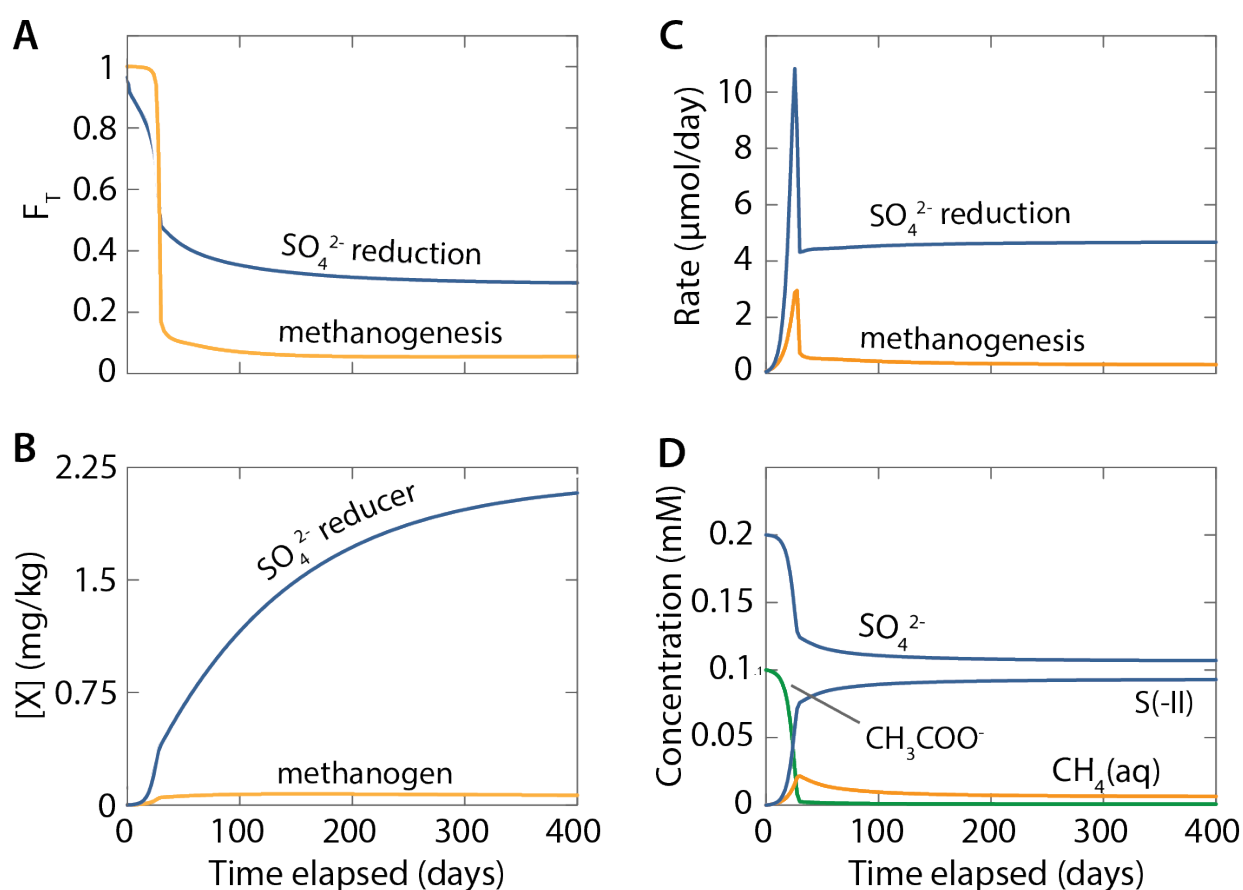 A
1
0.8
0.6
0.4
0.2
0
F_T
SO₄²⁻ reduction
methanogenesis
B
2.25
1.5
0.75
0
[X] (mg/kg)
SO₄²⁻ reducer
methanogen
0 100 200 300 400
Time elapsed (days)
C
10
8
6
4
2
0
Rate (µmol/day)
SO₄²⁻ reduction
methanogenesis
D
0.2
0.15
0.1
.1
0.05
0
Concentration (mM)
SO₄²⁻
S(-II)
CH₃COO⁻
CH₄(aq)
0 100 200 300 400
Time elapsed (days)